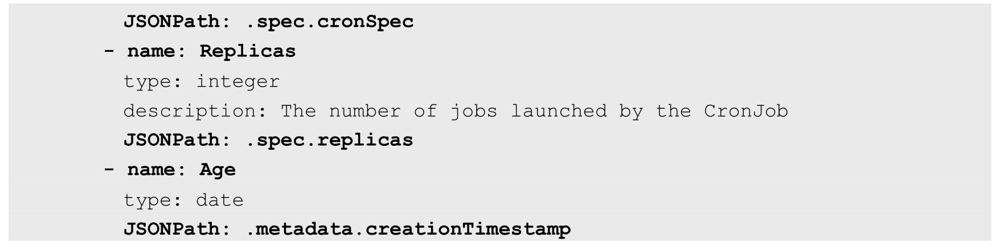 JSONPath: .spec.cronSpec
- name: Replicas
type: integer
description: The number of jobs launched by the CronJob
JSONPath: .spec.replicas
- name: Age
type: date
JSONPath: .metadata.creationTimestamp